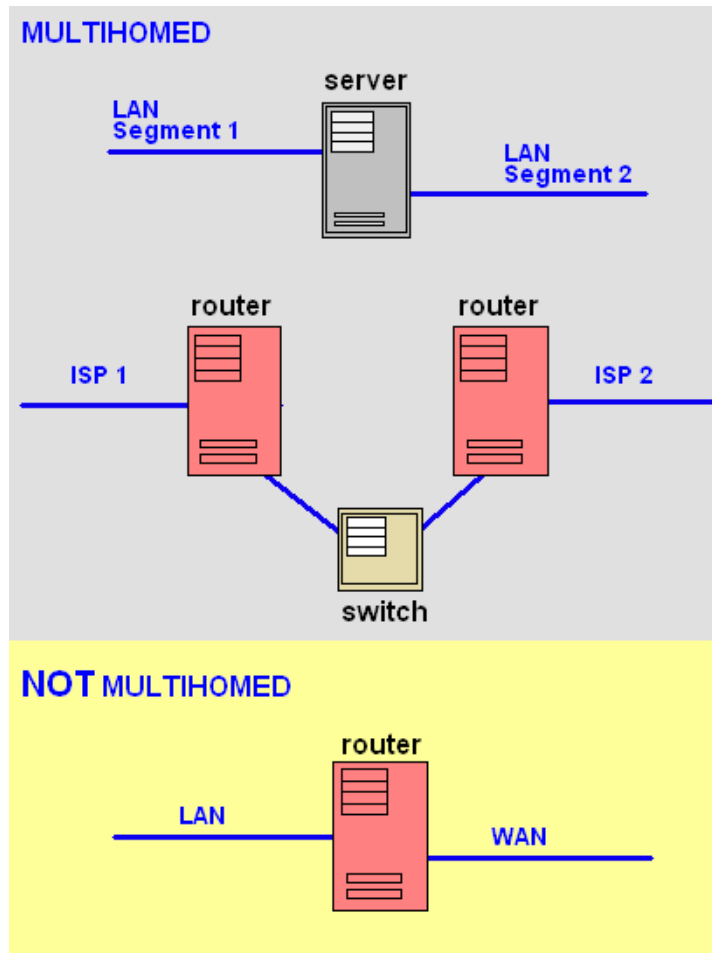 MULTIHOMED
server
LAN
Segment 1
LAN
Segment 2
router
router
ISP 1
ISP 2
switch
NOT MULTIHOMED
router
LAN
WAN